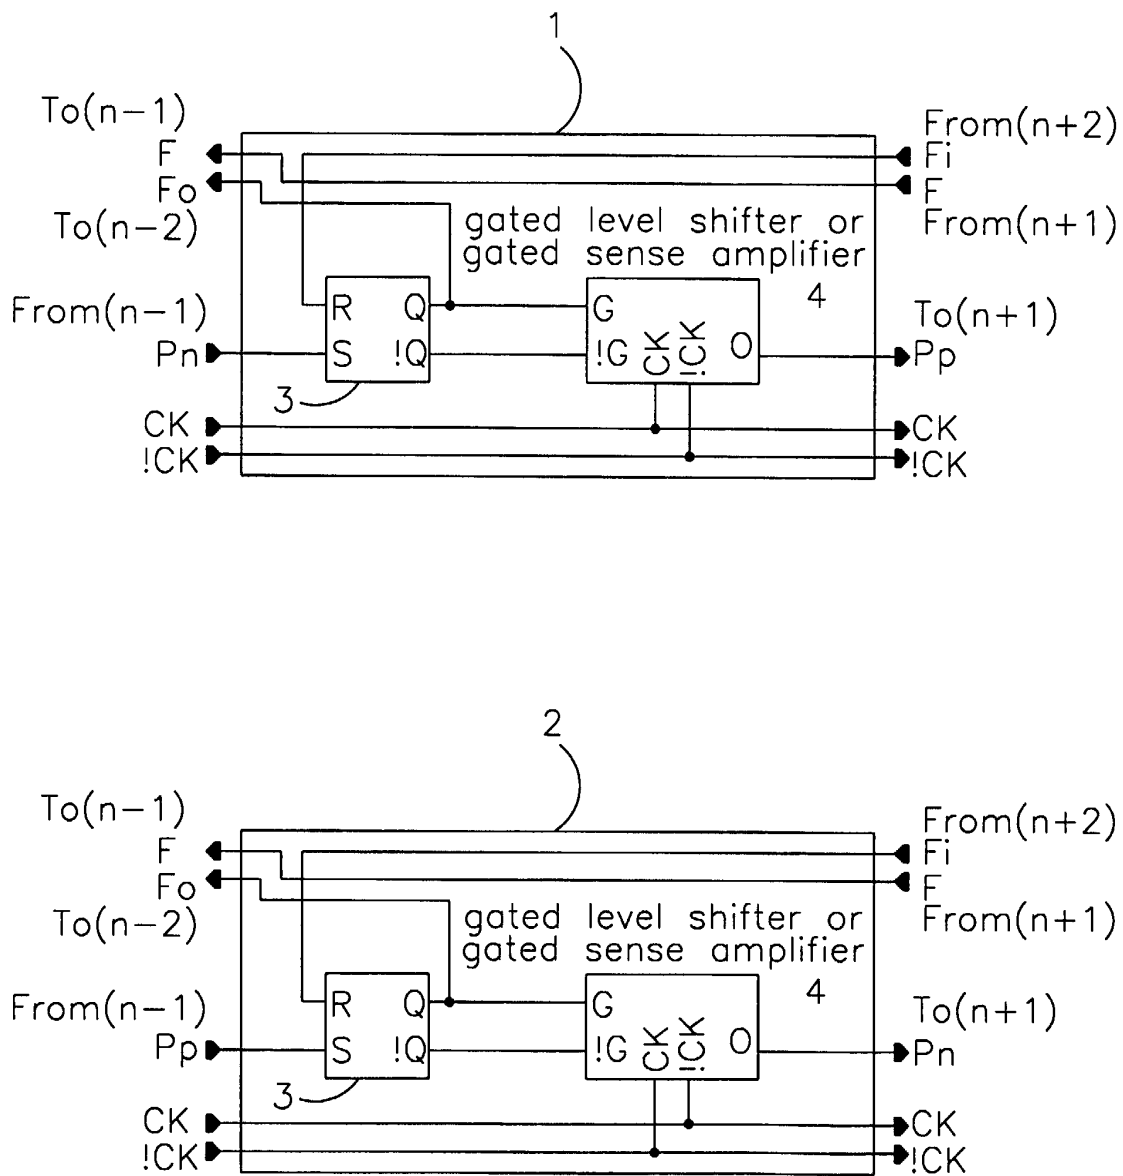 1
To(n-1)
From(n+2)
F
Fi
Fo
F
To(n-2)
From(n+1)
gated level shifter or
gated sense amplifier
4
From(n-1)
To(n+1)
R
Q
G
Pn
S
!Q
!G
CK
!CK
O
Pp
3
CK
CK
!CK
!CK
2
To(n-1)
From(n+2)
F
Fi
Fo
F
To(n-2)
From(n+1)
gated level shifter or
gated sense amplifier
4
From(n-1)
To(n+1)
R
Q
G
Pp
S
!Q
!G
CK
!CK
O
Pn
3
CK
CK
!CK
!CK